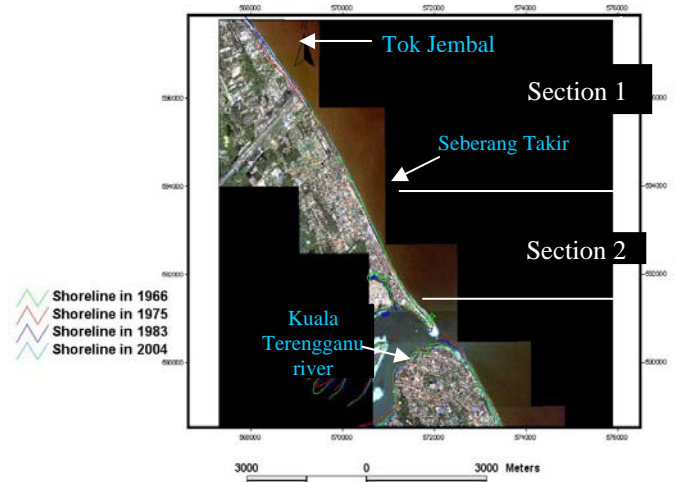 568000 570000 572000 574000 576000
Tok Jembal
Section 1
596000
Seberang Takir
594000 594000
Section 2
592000 592000
Shoreline in 1966
Shoreline in 1975
Shoreline in 1983
Shoreline in 2004
Kuala
Terengganu
river
590000 590000
568000 570000 572000 574000 576000
3000 0 3000 Meters